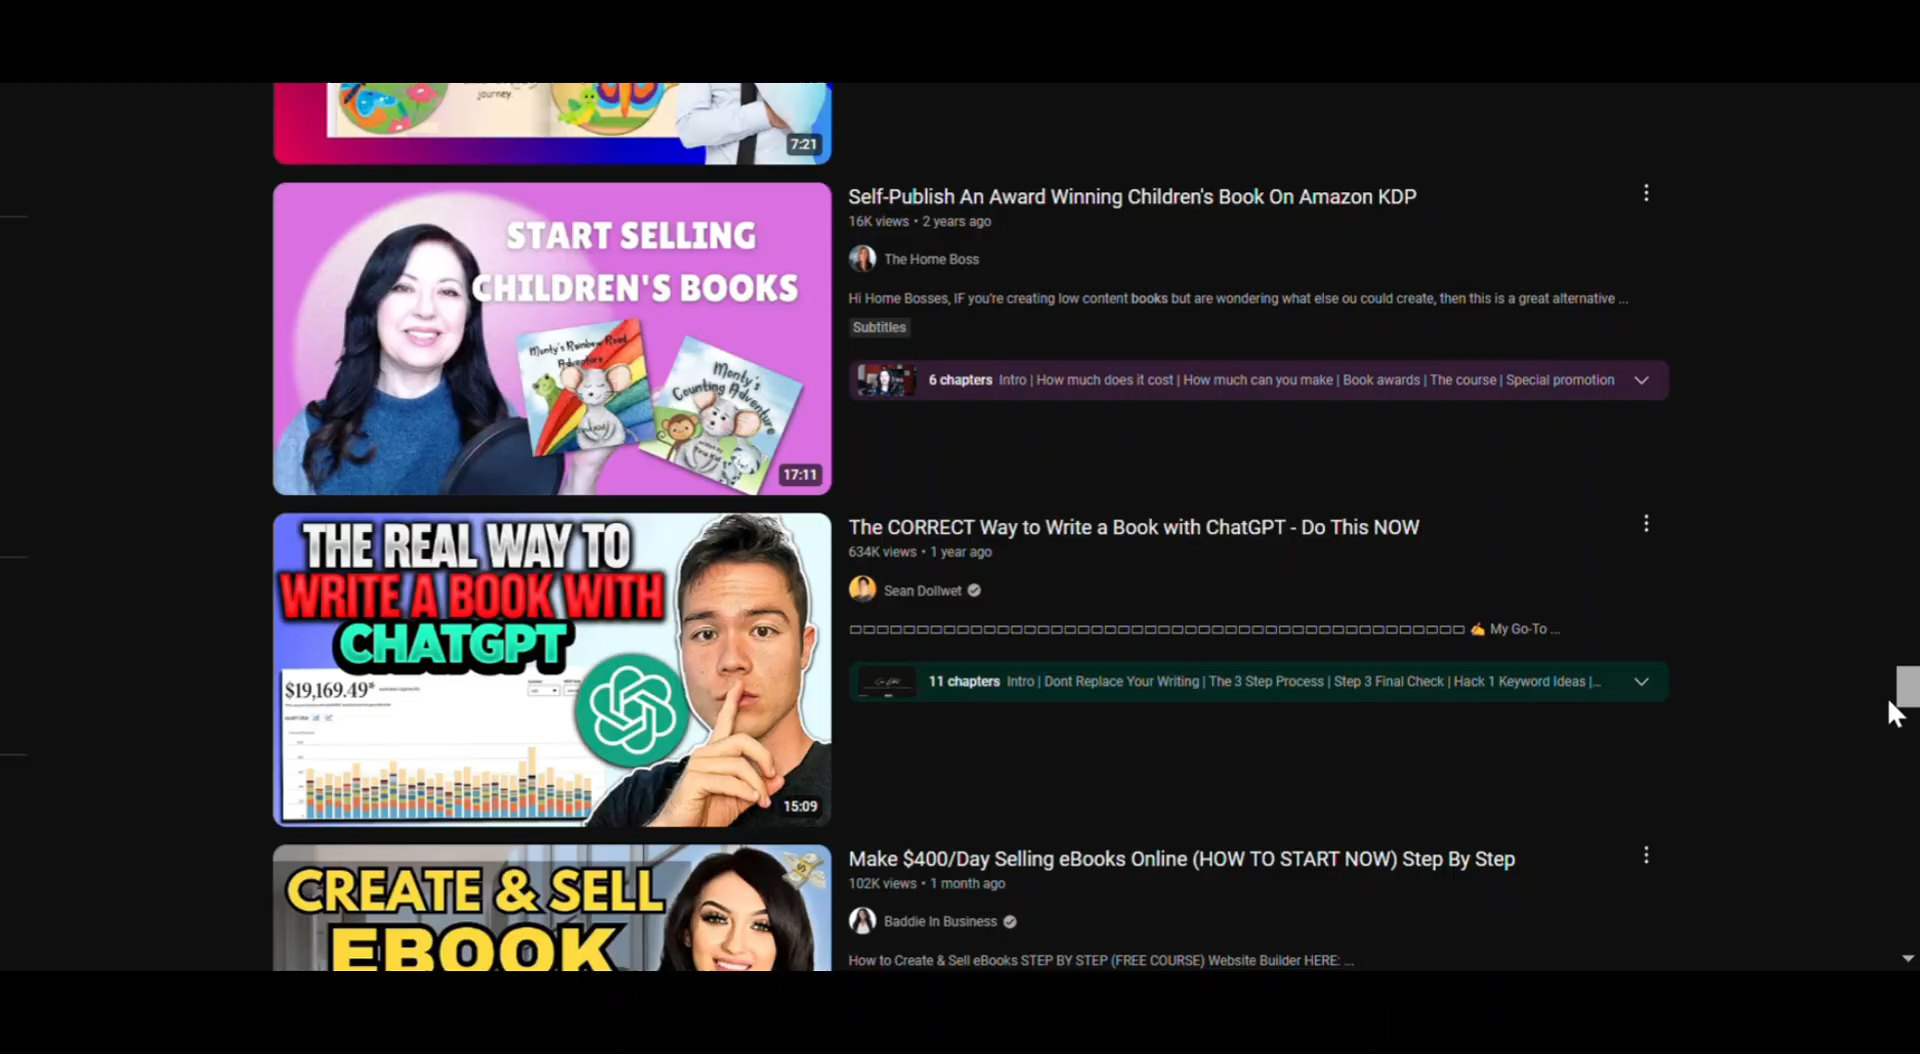 journey.
7:21
START SELLING
CHILDREN'S BOOKS
Monty's Rainbow Road
Adventure
Monty's
Counting Adventure
17:11
Self-Publish An Award Winning Children's Book On Amazon KDP
16K views • 2 years ago
The Home Boss
Hi Home Bosses, IF you're creating low content books but are wondering what else ou could create, then this is a great alternative ...
Subtitles
6 chapters Intro | How much does it cost | How much can you make | Book awards | The course | Special promotion
THE REAL WAY TO
WRITE A BOOK WITH
CHATGPT
$19,169.49*
15:09
The CORRECT Way to Write a Book with ChatGPT - Do This NOW
634K views • 1 year ago
Sean Dollwet
✍ My Go-To ...
11 chapters Intro | Dont Replace Your Writing | The 3 Step Process | Step 3 Final Check | Hack 1 Keyword Ideas |...
CREATE & SELL
EBOOK
Make $400/Day Selling eBooks Online (HOW TO START NOW) Step By Step
102K views • 1 month ago
Baddie In Business
How to Create & Sell eBooks STEP BY STEP (FREE COURSE) Website Builder HERE: ...